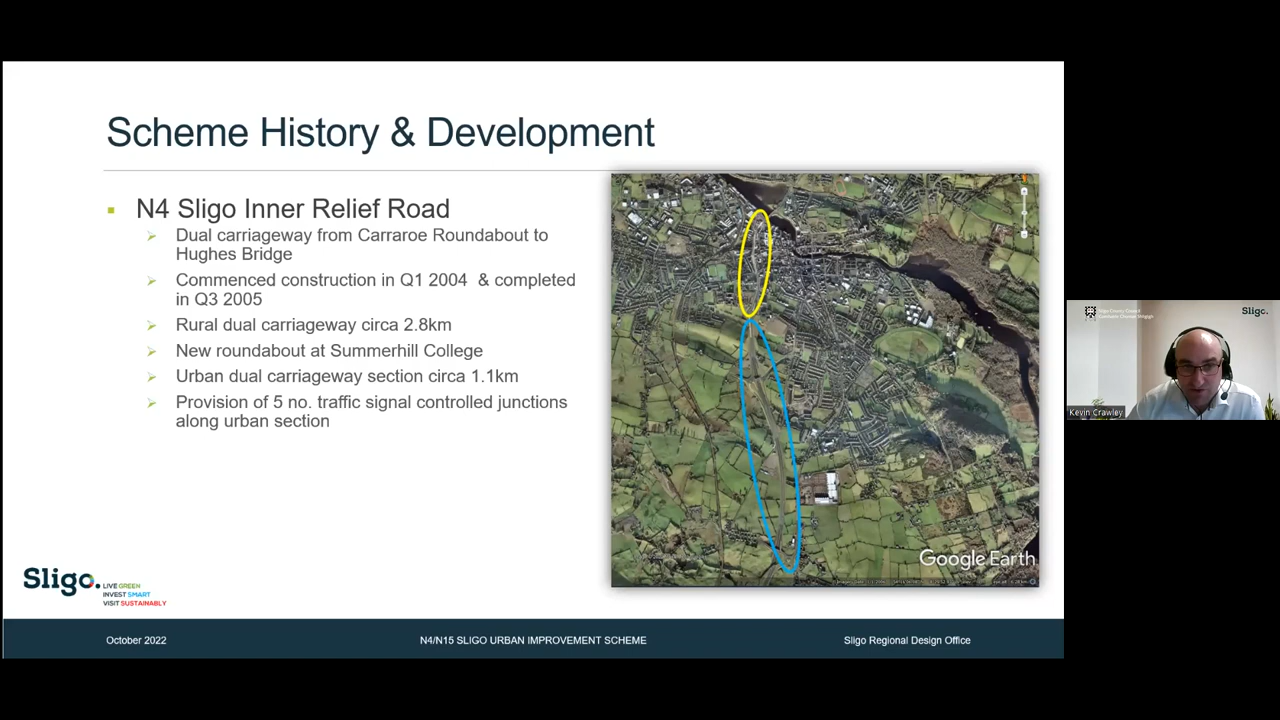 Scheme History & Development
N4 Sligo Inner Relief Road
Dual carriageway from Carraroe Roundabout to
Hughes Bridge
Commenced construction in Q1 2004 & completed
in Q3 2005
Rural dual carriageway circa 2.8km
New roundabout at Summerhill College
Urban dual carriageway section circa 1.1km
Provision of 5 no. traffic signal controlled junctions
along urban section
Google Earth
Sligo.
LIVE GREEN
INVEST SMART
VISIT SUSTAINABLY
October 2022
N4/N15 SLIGO URBAN IMPROVEMENT SCHEME
Sligo Regional Design Office
Sligo County Council
Sligo.
Kevin Crawley